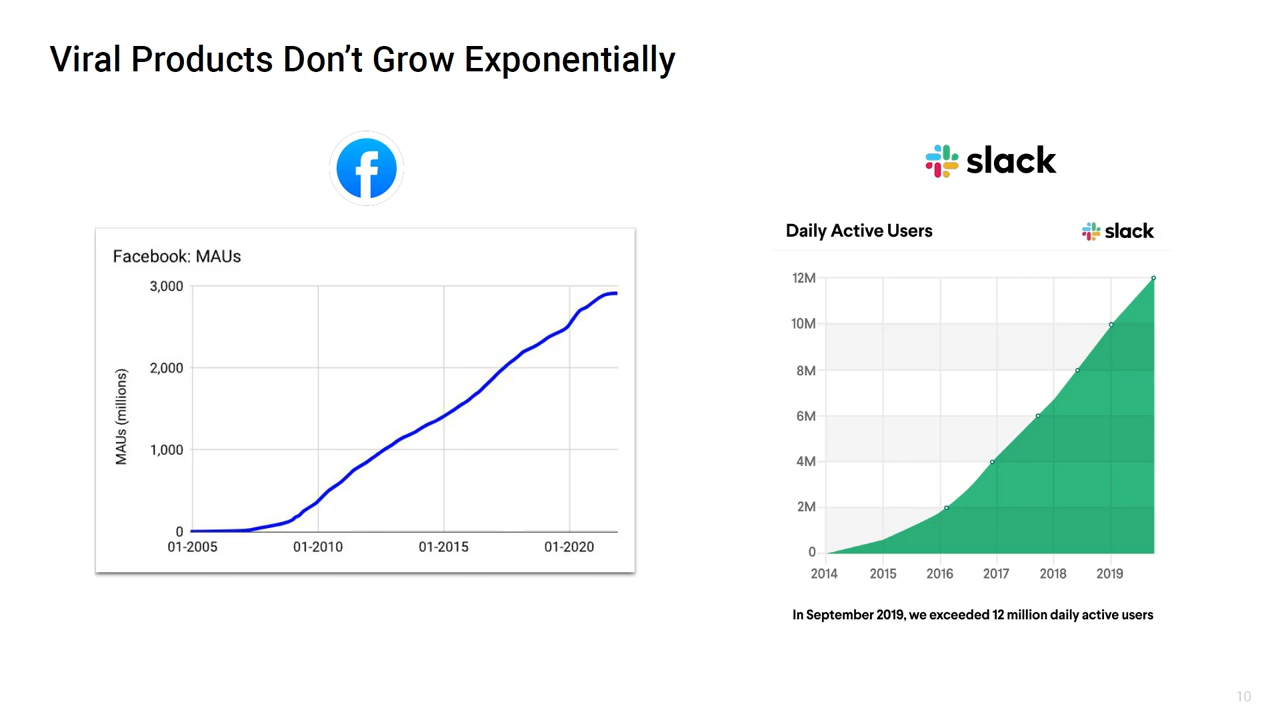 Viral Products Don't Grow Exponentially
f
slack
Facebook: MAUs
3,000
2,000
1,000
0
MAUs (millions)
01-2005 01-2010 01-2015 01-2020
Daily Active Users
slack
12M
10M
8M
6M
4M
2M
0
2014 2015 2016 2017 2018 2019
In September 2019, we exceeded 12 million daily active users
10